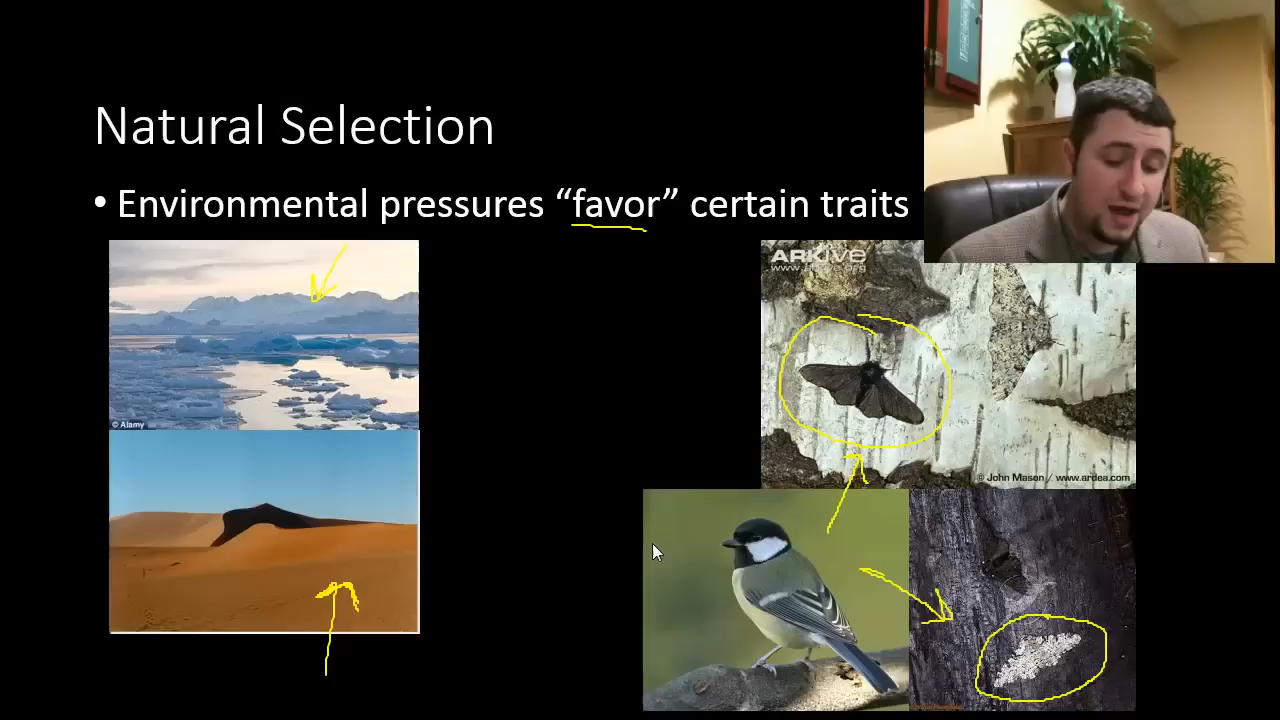 Natural Selection
• Environmental pressures “favor” certain traits
ARKive
www.arkive.org
© Alamy
© John Mason / www.ardea.com